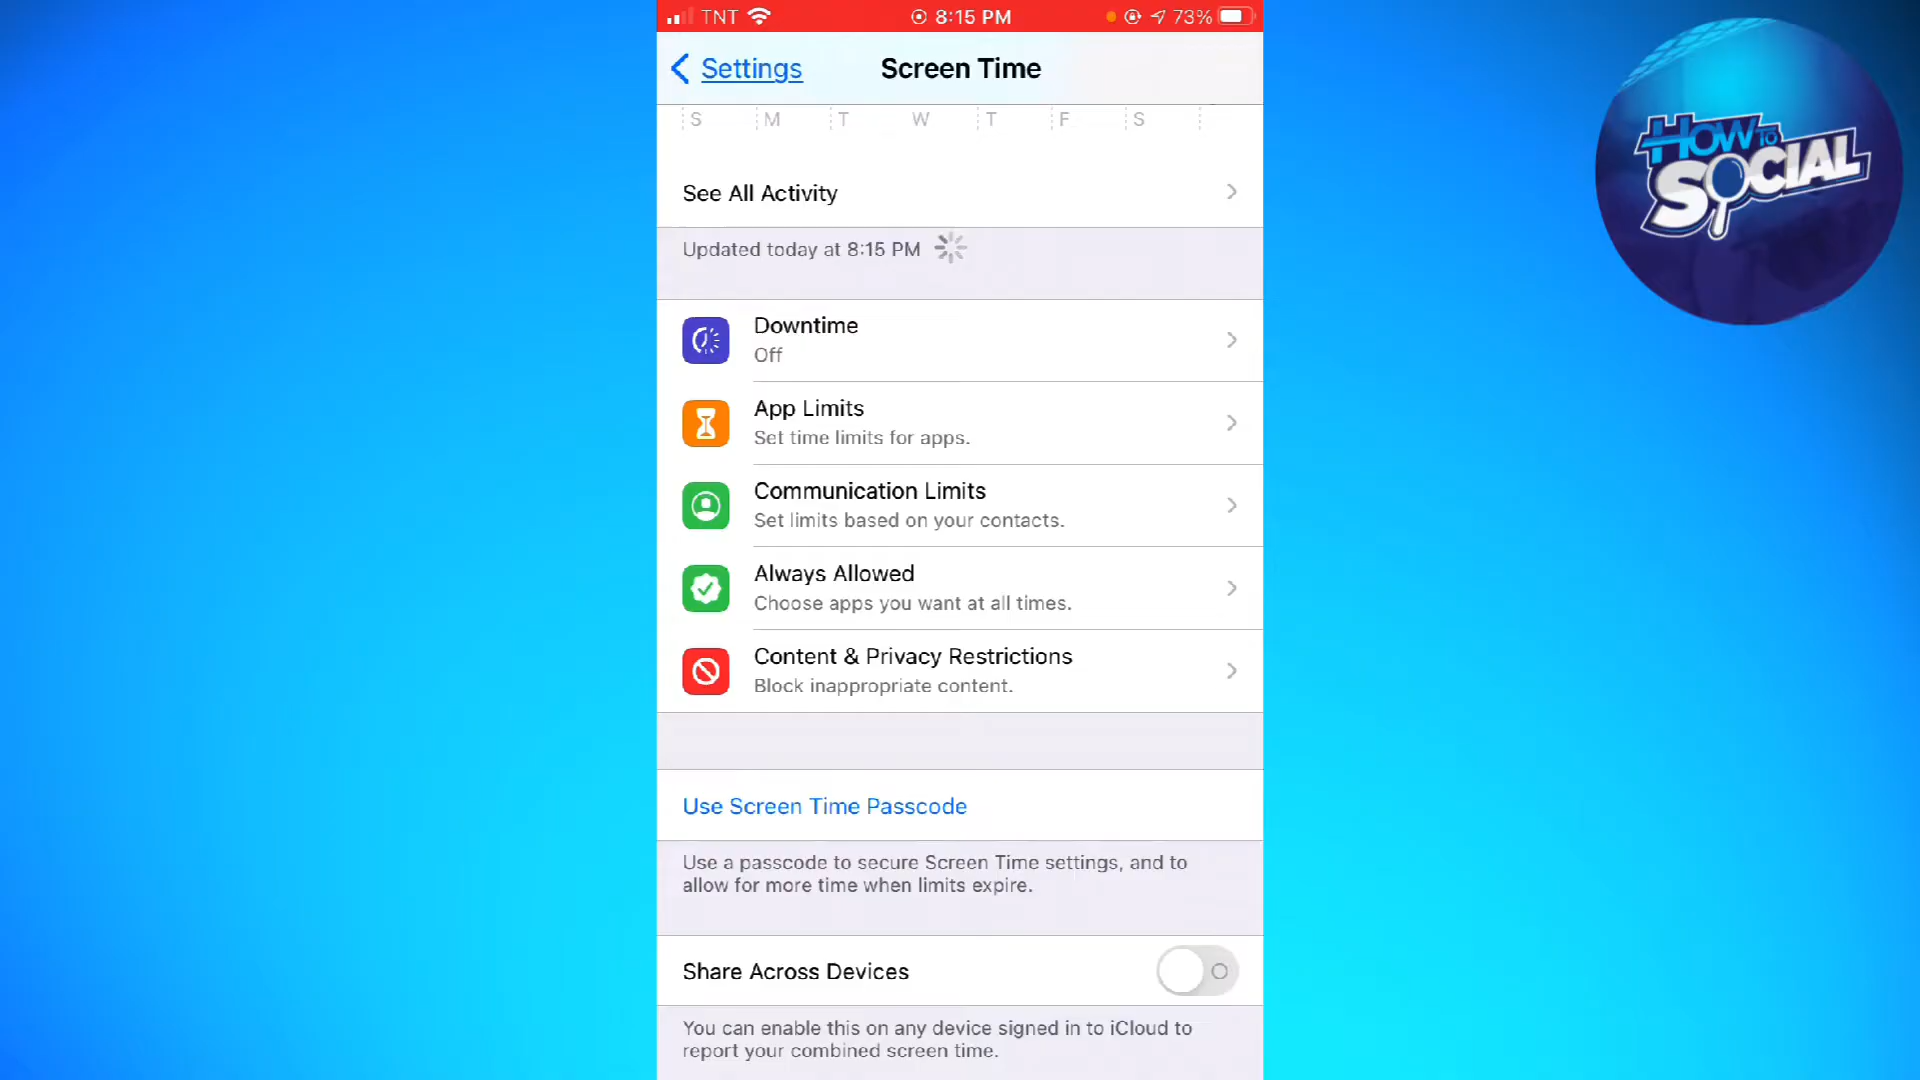 TNT 8:15 PM 73%
Settings Screen Time
S M T W T F S
See All Activity
Updated today at 8:15 PM
Downtime
Off
App Limits
Set time limits for apps.
Communication Limits
Set limits based on your contacts.
Always Allowed
Choose apps you want at all times.
Content & Privacy Restrictions
Block inappropriate content.
Use Screen Time Passcode
Use a passcode to secure Screen Time settings, and to
allow for more time when limits expire.
Share Across Devices
You can enable this on any device signed in to iCloud to
report your combined screen time.
HOW TO
SOCIAL